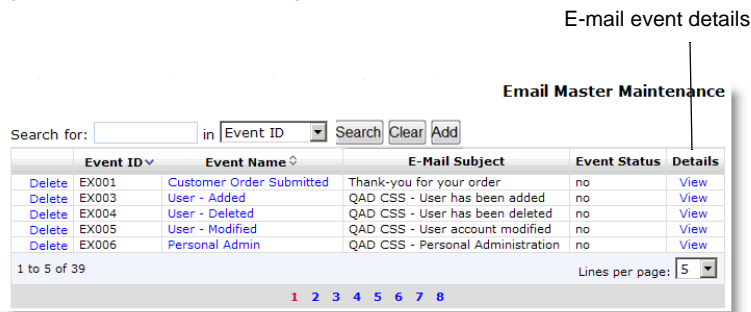 E-mail event details
Email Master Maintenance
Search for: in Event ID Search Clear Add
Event ID Event Name E-Mail Subject Event Status Details
Delete EX001 Customer Order Submitted Thank-you for your order no View
Delete EX003 User - Added QAD CSS - User has been added no View
Delete EX004 User - Deleted QAD CSS - User has been deleted no View
Delete EX005 User - Modified QAD CSS - User account modified no View
Delete EX006 Personal Admin QAD CSS - Personal Administration no View
1 to 5 of 39 Lines per page: 5
1 2 3 4 5 6 7 8